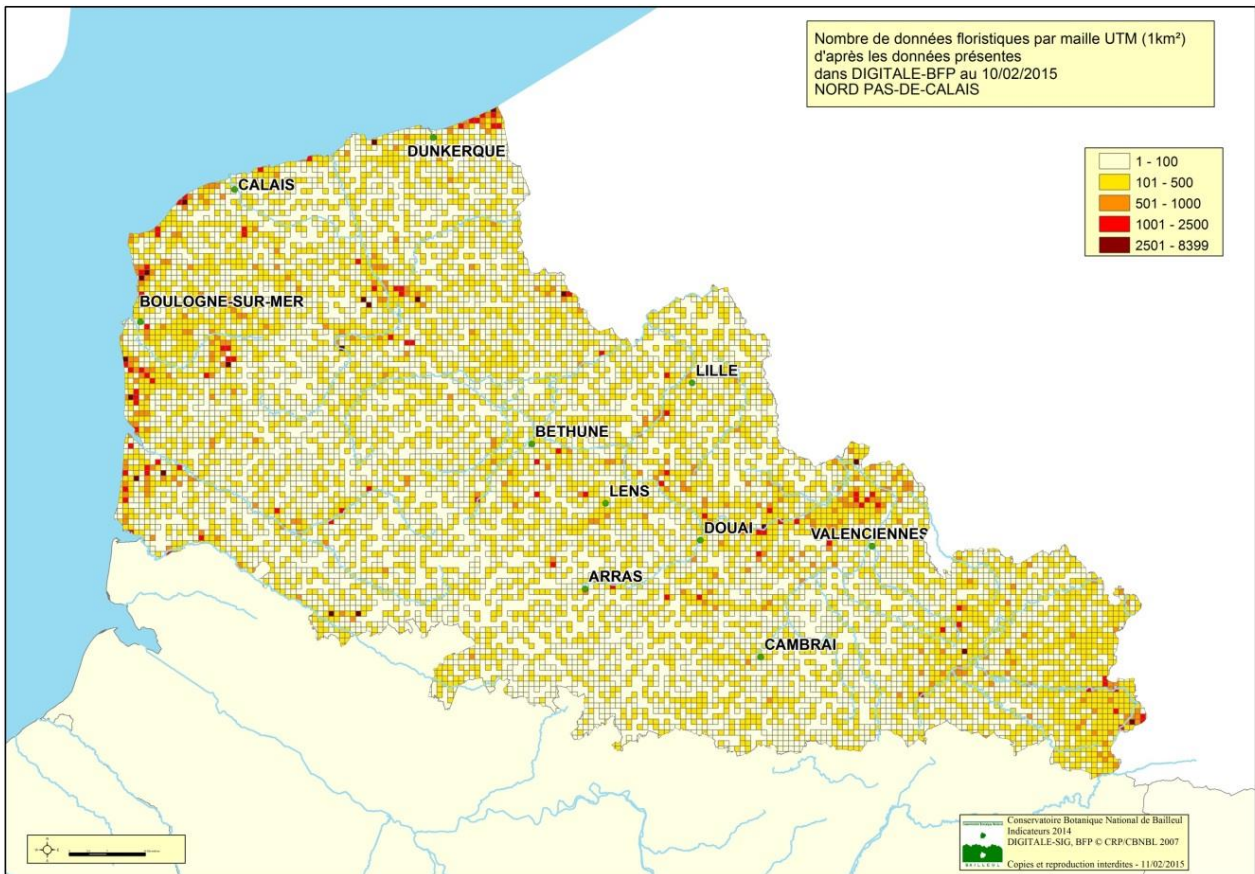 Nombre de données floristiques par maille UTM (1km²)
d'après les données présentes
dans DIGITALE-BFP au 10/02/2015
NORD PAS-DE-CALAIS
1 - 100
101 - 500
501 - 1000
1001 - 2500
2501 - 8399
DUNKERQUE
CALAIS
BOULOGNE-SUR-MER
LILLE
BETHUNE
LENS
DOUAI
VALENCIENNES
ARRAS
CAMBRAI
Conservatoire Botanique National de Bailleul
Indicateurs 2014
DIGITALE-SIG, BFP © CRP/CBNBL 2007
Copies et reproduction interdites - 11/02/2015
BAILLEUL